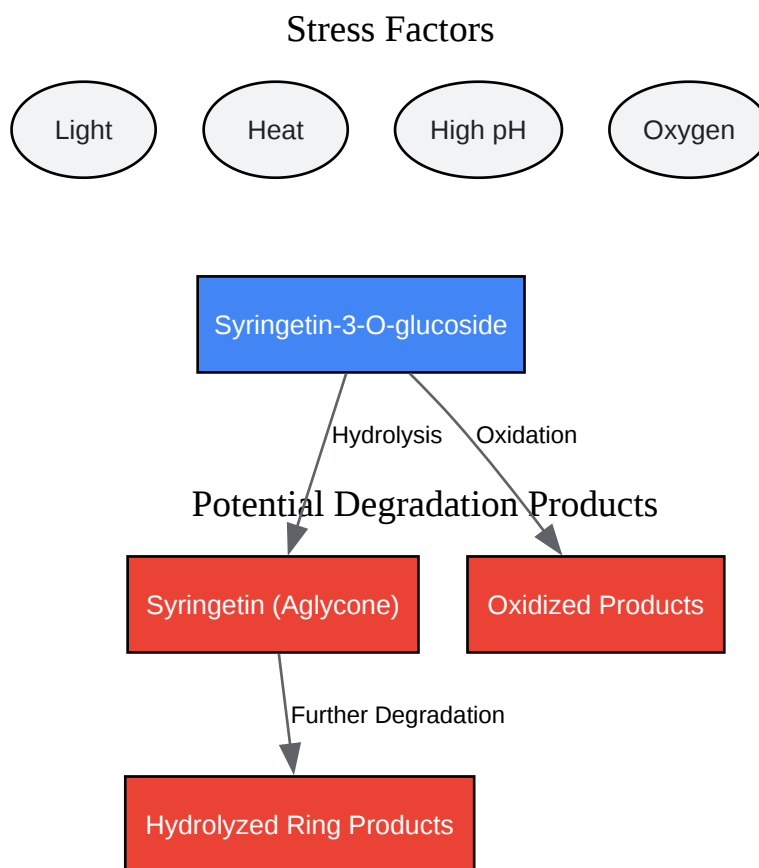 Stress Factors
Light
Heat
High pH
Oxygen
Syringetin-3-O-glucoside
Hydrolysis
Oxidation
Potential Degradation Products
Syringetin (Aglycone)
Oxidized Products
Further Degradation
Hydrolyzed Ring Products